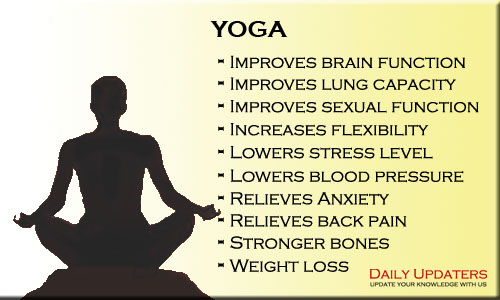 YOGA
- IMPROVES BRAIN FUNCTION
- IMPROVES LUNG CAPACITY
- IMPROVES SEXUAL FUNCTION
- INCREASES FLEXIBILITY
- LOWERS STRESS LEVEL
- LOWERS BLOOD PRESSURE
- RELIEVES ANXIETY
- RELIEVES BACK PAIN
- STRONGER BONES
- WEIGHT LOSS
DAILY UPDATERS
UPDATE YOUR KNOWLEDGE WITH US